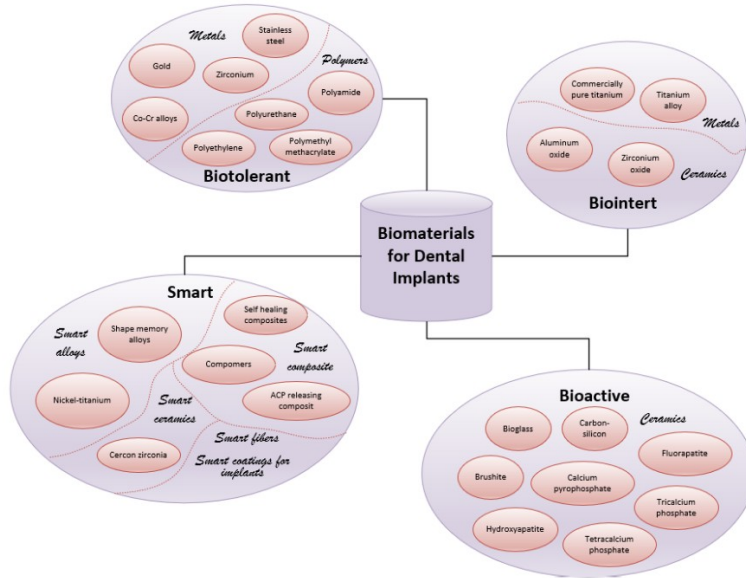 Metals
Stainless
steel
Gold
Zirconium
Polymers
Polyamide
Co-Cr alloys
Polyurethane
Polyethylene
Polymethyl
methacrylate
Biotolerant
Commercially
pure titanium
Titanium
alloy
Metals
Aluminum
oxide
Zirconium
oxide
Ceramics
Biointert
Biomaterials
for Dental
Implants
Smart
Self healing
composites
Smart
alloys
Shape memory
alloys
Smart
composite
Compomers
Nickel-titanium
Smart
ceramics
ACP releasing
composit
Cercon zirconia
Smart fibers
Smart coatings for
implants
Bioactive
Ceramics
Bioglass
Carbon-
silicon
Fluorapatite
Brushite
Calcium
pyrophosphate
Tricalcium
phosphate
Hydroxyapatite
Tetracalcium
phosphate